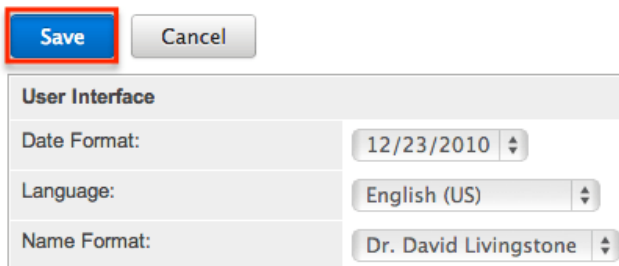 Save Cancel
User Interface
Date Format: 12/23/2010
Language: English (US)
Name Format: Dr. David Livingstone